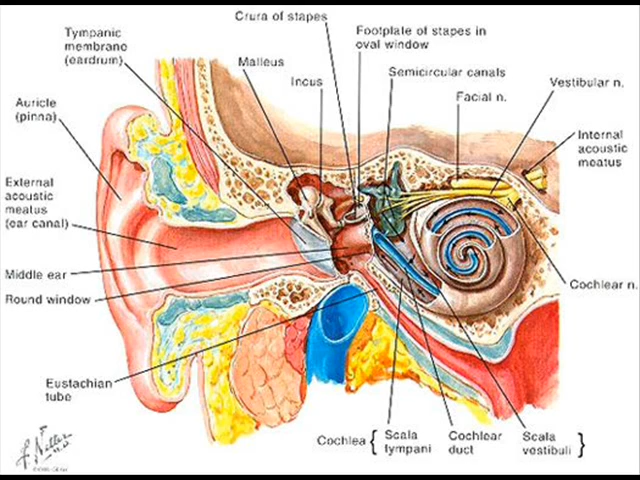 Crura of stapes
Footplate of stapes in
oval window
Tympanic
membrano
(eardrum)
Malleus
Incus
Semicircular canals
Facial n.
Vestibular n.
Auricle
(pinna)
Internal
acoustic
meatus
External
acoustic
meatus
(ear canal)
Middle ear
Round window
Cochlear n.
Eustachian
tube
Cochlea
Scala
tympani
Cochlear
duct
Scala
vestibuli